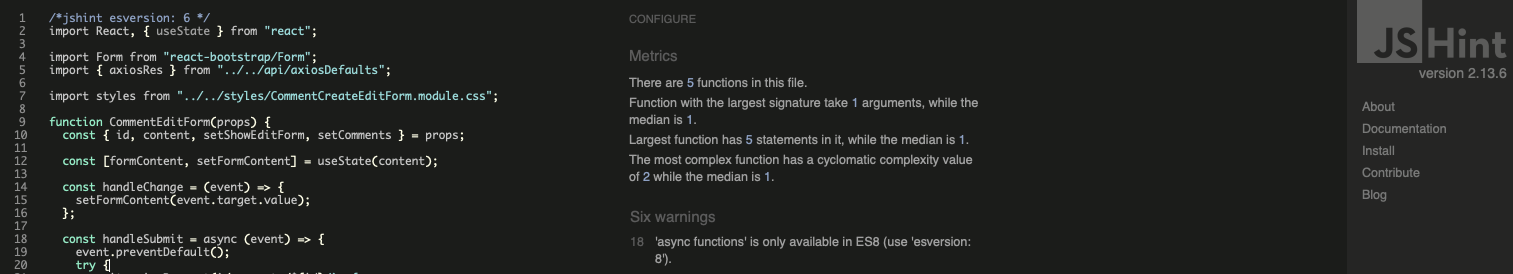 1 /*jshint esversion: 6 */
2 import React, { useState } from "react";
3
4 import Form from "react-bootstrap/Form";
5 import { axiosRes } from "../../api/axiosDefaults";
6
7 import styles from "../../styles/CommentCreateEditForm.module.css";
8
9 function CommentEditForm(props) {
10 const { id, content, setShowEditForm, setComments } = props;
11
12 const [formContent, setFormContent] = useState(content);
13
14 const handleChange = (event) => {
15 setFormContent(event.target.value);
16 };
17
18 const handleSubmit = async (event) => {
19 event.preventDefault();
20 try {
CONFIGURE
Metrics
There are 5 functions in this file.
Function with the largest signature take 1 arguments, while the
median is 1.
Largest function has 5 statements in it, while the median is 1.
The most complex function has a cyclomatic complexity value
of 2 while the median is 1.
Six warnings
18 'async functions' is only available in ES8 (use 'esversion:
8').
JSHint
version 2.13.6
About
Documentation
Install
Contribute
Blog